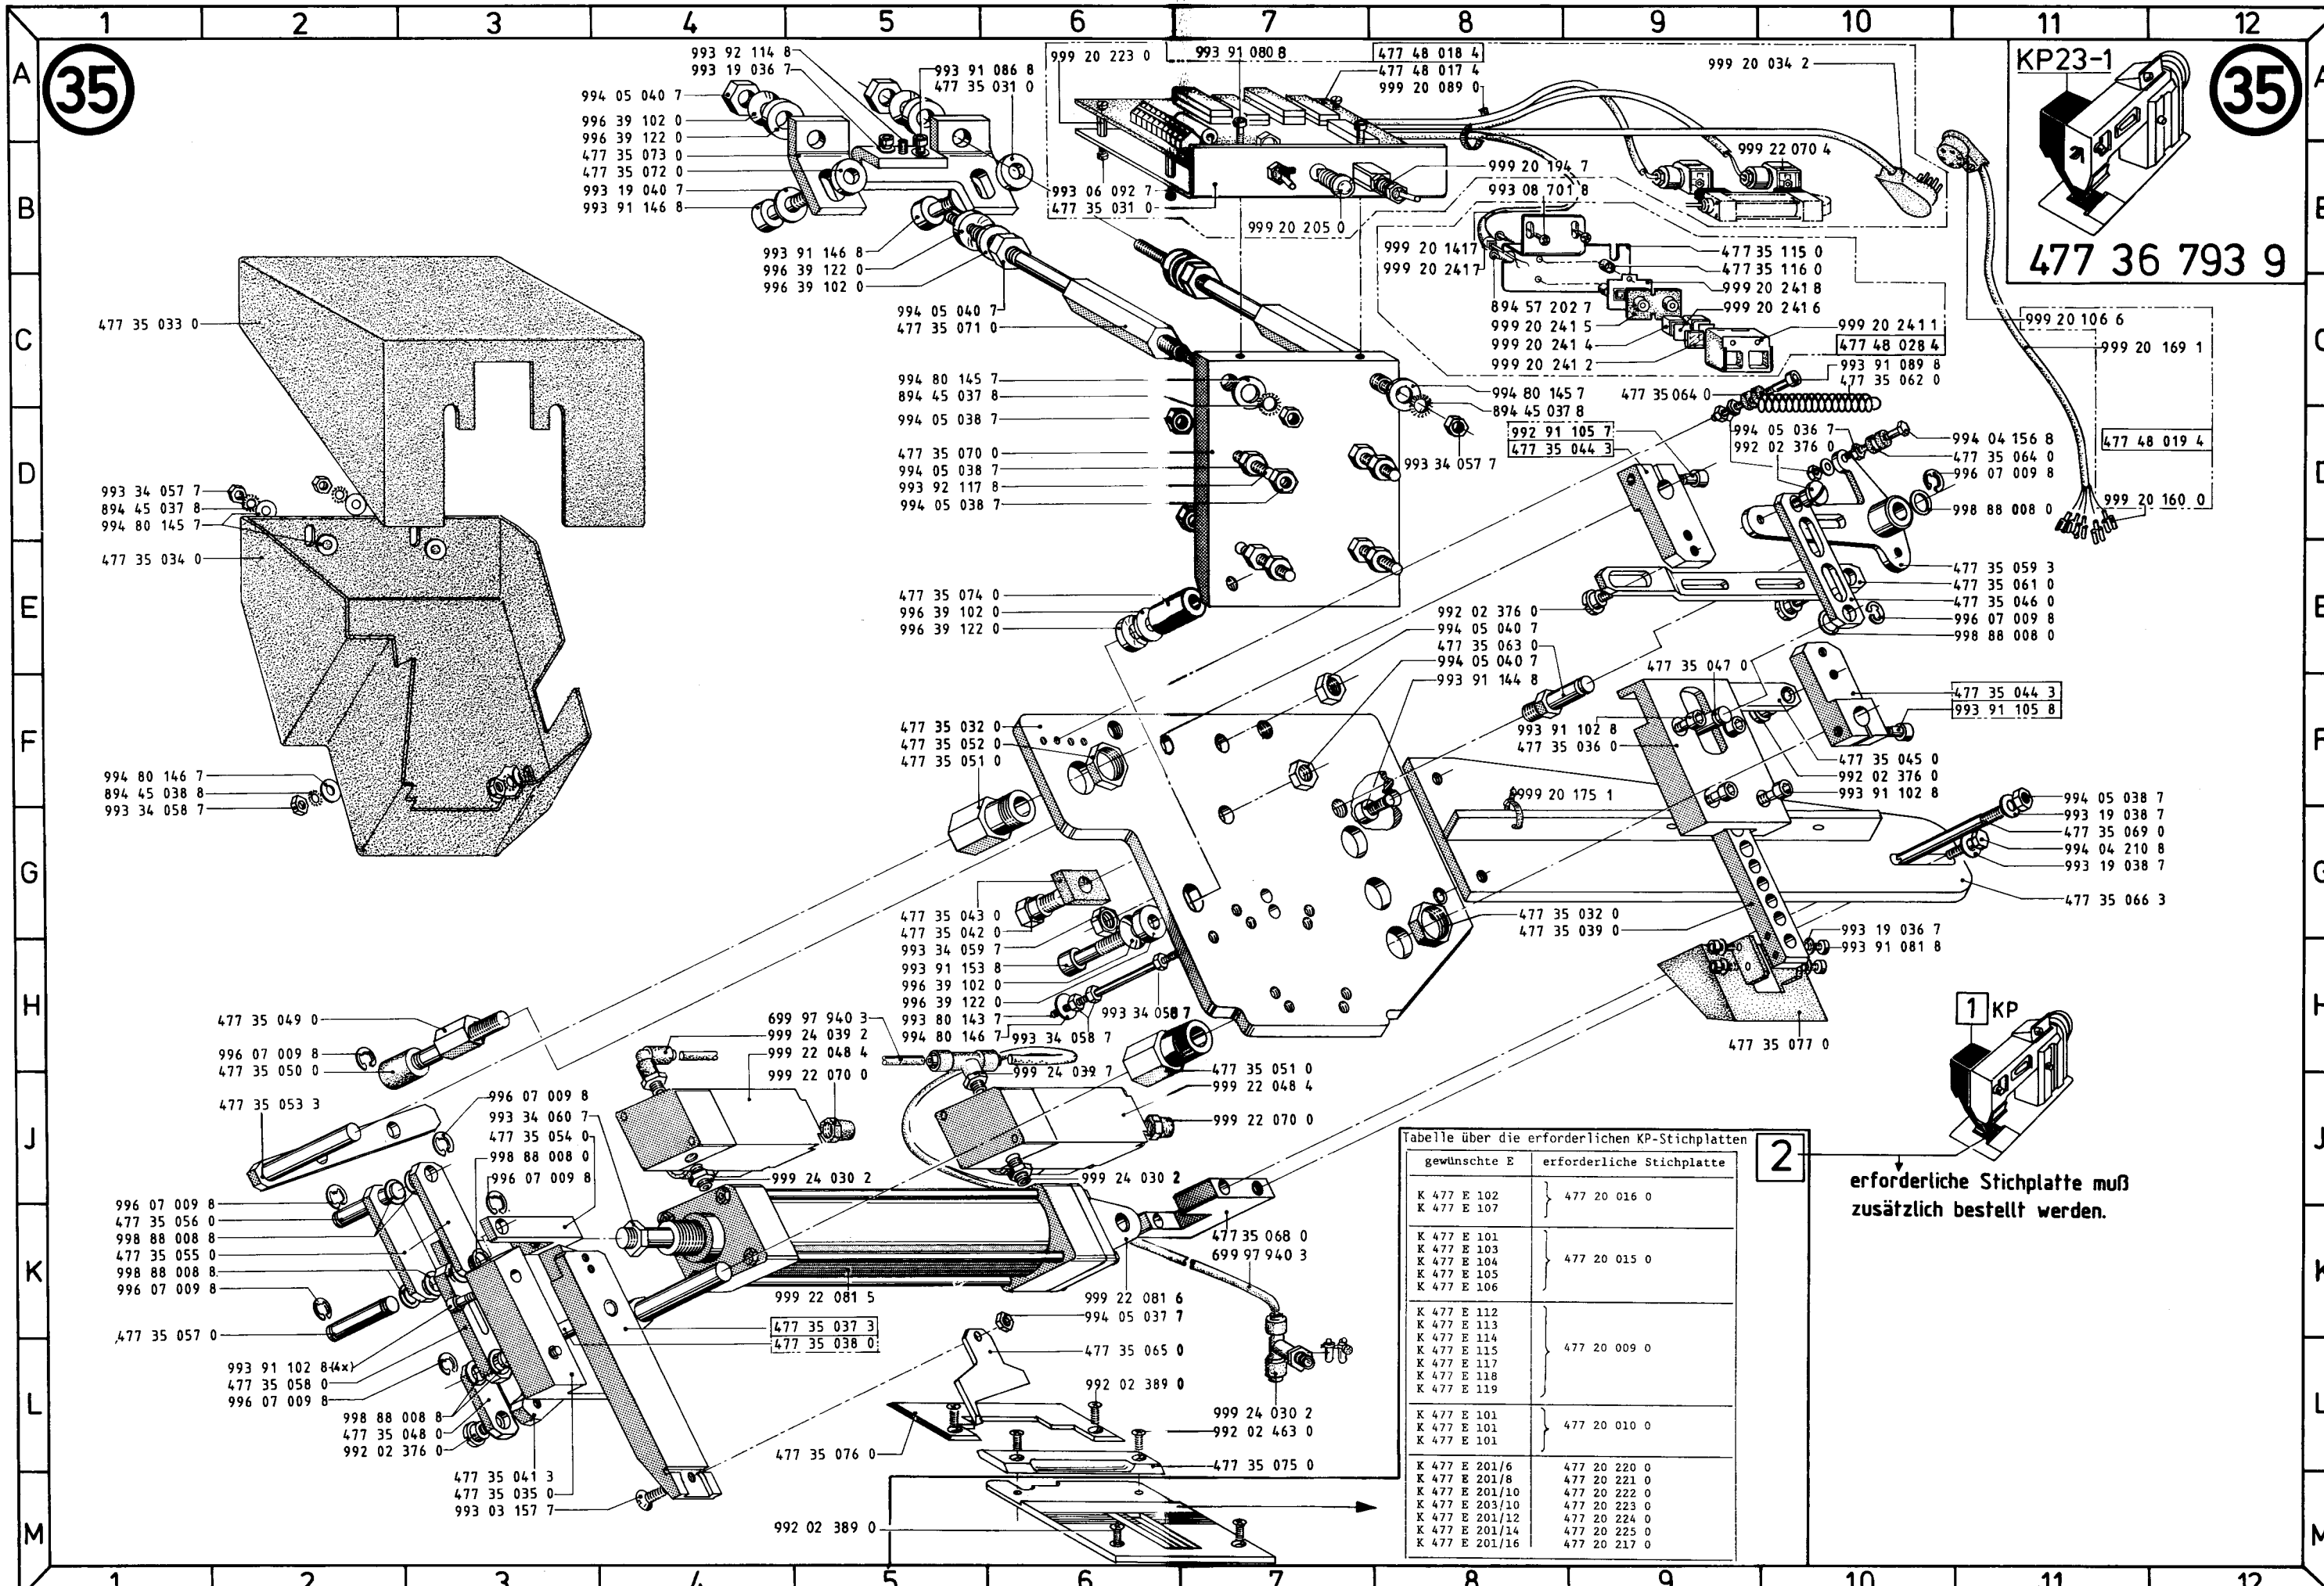 1 2 3 4 5 6 7 8 9 10 11 12
A
B
C
D
E
F
G
H
J
K
L
M
35
993 92 114 8
993 19 036 7
994 05 040 7
996 39 102 0
996 39 122 0
477 35 073 0
477 35 072 0
993 19 040 7
993 91 146 8
993 91 086 8
477 35 031 0
993 91 146 8
996 39 122 0
996 39 102 0
994 05 040 7
477 35 071 0
999 20 223 0
993 91 080 8
477 48 018 4
477 48 017 4
999 20 089 0
993 06 092 7
477 35 031 0
999 20 205 0
999 20 194 7
993 08 701 8
999 20 034 2
999 22 070 4
999 20 141 7
999 20 241 7
477 35 115 0
477 35 116 0
999 20 241 8
999 20 241 6
894 57 202 7
999 20 241 5
999 20 241 4
999 20 241 2
999 20 241 1
477 48 028 4
KP23-1
35
477 36 793 9
999 20 106 6
999 20 169 1
477 48 019 4
999 20 160 0
477 35 033 0
993 34 057 7
894 45 037 8
994 80 145 7
477 35 034 0
994 80 146 7
894 45 038 8
993 34 058 7
994 80 145 7
894 45 037 8
994 05 038 7
477 35 070 0
994 05 038 7
993 92 117 8
994 05 038 7
477 35 074 0
996 39 102 0
996 39 122 0
994 80 145 7
894 45 037 8
993 34 057 7
993 91 089 8
477 35 062 0
477 35 064 0
992 91 105 7
477 35 044 3
994 05 036 7
992 02 376 0
994 04 156 8
477 35 064 0
996 07 009 8
998 88 008 0
477 35 059 3
477 35 061 0
477 35 046 0
996 07 009 8
998 88 008 0
992 02 376 0
994 05 040 7
477 35 063 0
994 05 040 7
993 91 144 8
477 35 047 0
477 35 044 3
993 91 105 8
993 91 102 8
477 35 036 0
477 35 045 0
992 02 376 0
993 91 102 8
999 20 175 1
994 05 038 7
993 19 038 7
477 35 069 0
994 04 210 8
993 19 038 7
477 35 066 3
477 35 032 0
477 35 039 0
993 19 036 7
993 91 081 8
477 35 077 0
477 35 032 0
477 35 052 0
477 35 051 0
477 35 043 0
477 35 042 0
993 34 059 7
993 91 153 8
996 39 102 0
996 39 122 0
993 80 143 7
994 80 146 7
993 34 058 7
993 34 058 7
477 35 049 0
996 07 009 8
477 35 050 0
477 35 053 3
996 07 009 8
993 34 060 7
477 35 054 0
998 88 008 0
996 07 009 8
699 97 940 3
999 24 039 2
999 22 048 4
999 22 070 0
999 24 039 7
477 35 051 0
999 22 048 4
999 22 070 0
999 24 030 2
999 24 030 2
996 07 009 8
477 35 056 0
998 88 008 8
477 35 055 0
998 88 008 8
996 07 009 8
477 35 057 0
993 91 102 8(4x)
477 35 058 0
996 07 009 8
998 88 008 8
477 35 048 0
992 02 376 0
477 35 041 3
477 35 035 0
993 03 157 7
999 22 081 5
477 35 037 3
477 35 038 0
999 22 081 6
994 05 037 7
477 35 065 0
477 35 068 0
699 97 940 3
992 02 389 0
999 24 030 2
992 02 463 0
477 35 076 0
477 35 075 0
992 02 389 0
1 KP
erforderliche Stichplatte muß
zusätzlich bestellt werden.
2
Tabelle über die erforderlichen KP-Stichplatten
gewünschte E erforderliche Stichplatte
K 477 E 102
K 477 E 107
477 20 016 0
K 477 E 101
K 477 E 103
K 477 E 104
K 477 E 105
K 477 E 106
477 20 015 0
K 477 E 112
K 477 E 113
K 477 E 114
K 477 E 115
K 477 E 117
K 477 E 118
K 477 E 119
477 20 009 0
K 477 E 101
K 477 E 101
K 477 E 101
477 20 010 0
K 477 E 201/6 477 20 220 0
K 477 E 201/8 477 20 221 0
K 477 E 201/10 477 20 222 0
K 477 E 203/10 477 20 223 0
K 477 E 201/12 477 20 224 0
K 477 E 201/14 477 20 225 0
K 477 E 201/16 477 20 217 0
A
B
C
D
E
F
G
H
J
K
L
M
1 2 3 4 5 6 7 8 9 10 11 12